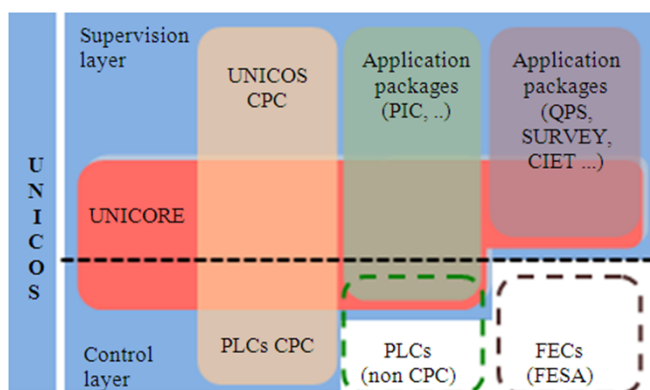 Supervision
layer
UNICOS
CPC
Application
packages
(PIC, ..)
Application
packages
(QPS,
SURVEY,
CIET ...)
U
N
I
C
O
S
UNICORE
Control
layer
PLCs CPC
PLCs
(non CPC)
FECs
(FESA)